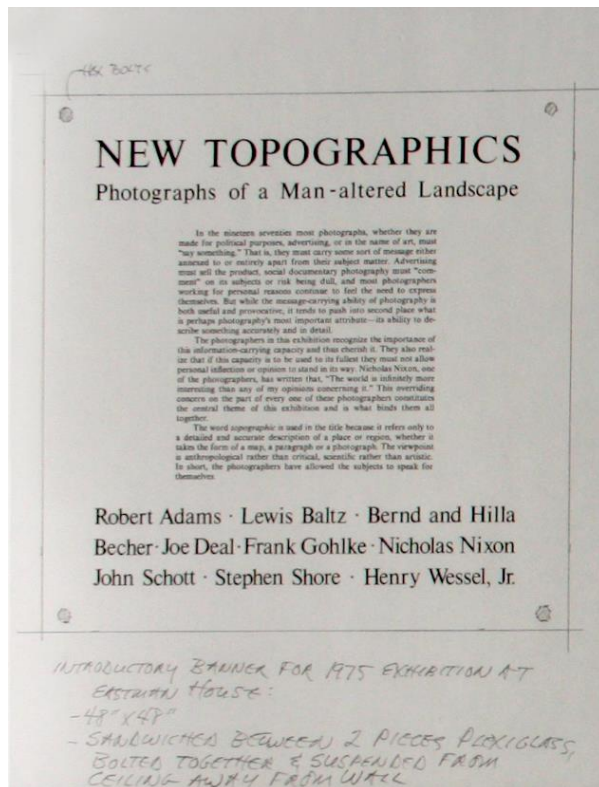 HEX BOLTS
NEW TOPOGRAPHICS
Photographs of a Man-altered Landscape
In the nineteen seventies most photographs, whether they are
made for political purposes, advertising, or in the name of art, must
"say something." That is, they must carry some sort of message either
annexed to or entirely apart from their subject matter. Advertising
must sell the product, social documentary photography must "com-
ment" on its subjects or risk being dull, and most photographers
working for personal reasons continue to feel the need to express
themselves. But while the message-carrying ability of photography is
both useful and provocative, it tends to push into second place what
is perhaps photography's most important attribute—its ability to de-
scribe something accurately and in detail.
The photographers in this exhibition recognize the importance of
this information-carrying capacity and thus cherish it. They also real-
ize that if this capacity is to be used to its fullest they must not allow
personal inflection or opinion to stand in its way. Nicholas Nixon, one
of the photographers, has written that, "The world is infinitely more
interesting than any of my opinions concerning it." This overriding
concern on the part of every one of these photographers constitutes
the central theme of this exhibition and is what binds them all
together.
The word topographic is used in the title because it refers only to
a detailed and accurate description of a place or region, whether it
takes the form of a map, a paragraph or a photograph. The viewpoint
is anthropological rather than critical, scientific rather than artistic.
In short, the photographers have allowed the subjects to speak for
themselves
Robert Adams · Lewis Baltz · Bernd and Hilla
Becher · Joe Deal · Frank Gohlke · Nicholas Nixon
John Schott · Stephen Shore · Henry Wessel, Jr.
INTRODUCTORY BANNER FOR 1975 EXHIBITION AT
EASTMAN HOUSE:
- 48" X 48"
- SANDWICHED BETWEEN 2 PIECES PLEXIGLASS,
BOLTED TOGETHER & SUSPENDED FROM
CEILING AWAY FROM WALL